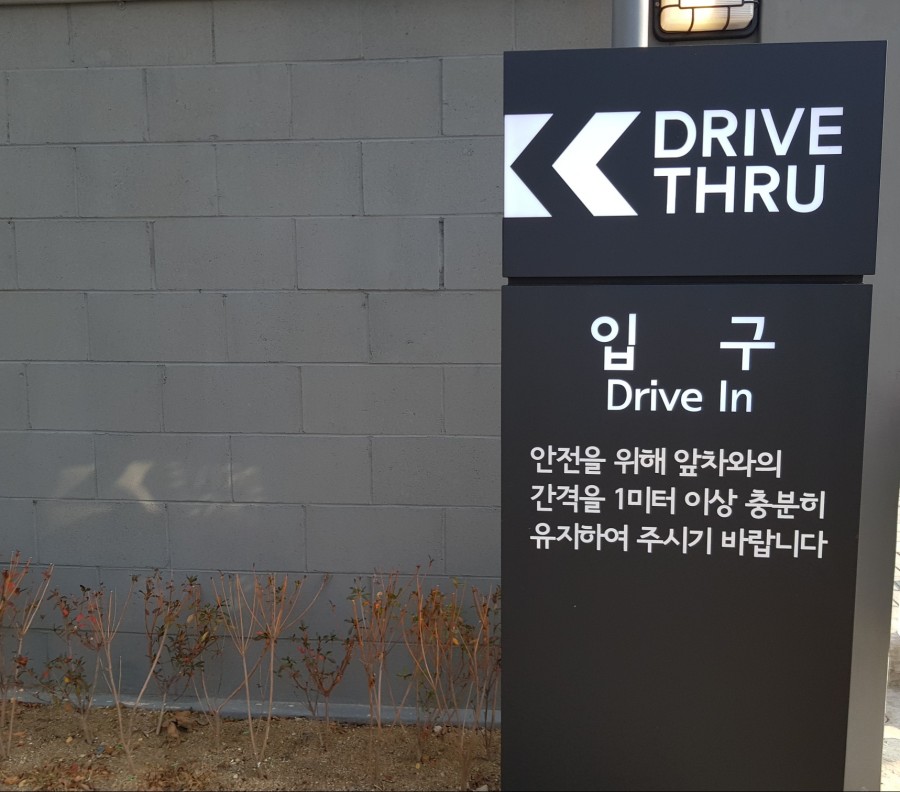 DRIVE
THRU
입 구
Drive In
안전을 위해 앞차와의
간격을 1미터 이상 충분히
유지하여 주시기 바랍니다